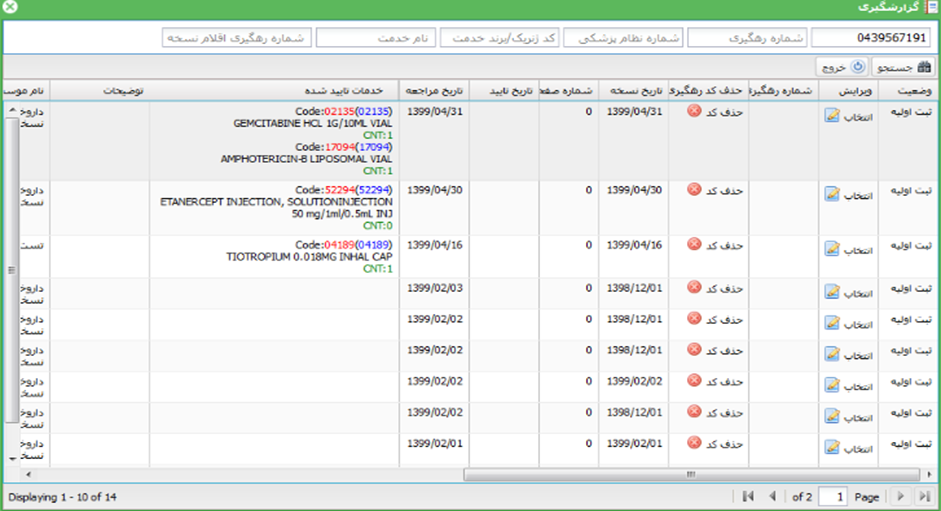 گزارشگیری
0439567191 شماره رهگیری شماره نظام پزشکی کد ژنریک/برند خدمت نام خدمت شماره رهگیری اقلام نسخه
جستجو خروج
وضعیت ویرایش شماره رهگیری حذف کد رهگیری تاریخ نسخه شماره صفحه تاریخ تایید تاریخ مراجعه خدمات تایید شده توضیحات نام موسس
ثبت اولیه انتخاب حذف کد 1399/04/31 0 1399/04/31 Code:02135(02135) داروخ
GEMCITABINE HCL 1G/10ML VIAL نسخ
CNT:1
Code:17094(17094)
AMPHOTERICIN-B LIPOSOMAL VIAL
CNT:1
ثبت اولیه انتخاب حذف کد 1399/04/30 0 1399/04/30 Code:52294(52294) داروخ
ETANERCEPT INJECTION, SOLUTIONINJECTION نسخ
50 mg/1ml/0.5mL INJ
CNT:0
ثبت اولیه انتخاب حذف کد 1399/04/16 0 1399/04/16 Code:04189(04189) تست
TIOTROPIUM 0.018MG INHAL CAP
CNT:1
ثبت اولیه انتخاب حذف کد 1398/12/01 0 1399/02/03 داروخ
نسخ
ثبت اولیه انتخاب حذف کد 1398/12/01 0 1399/02/02 داروخ
نسخ
ثبت اولیه انتخاب حذف کد 1398/12/01 0 1399/02/02 داروخ
نسخ
ثبت اولیه انتخاب حذف کد 1399/02/02 0 1399/02/02 داروخ
نسخ
ثبت اولیه انتخاب حذف کد 1398/12/01 0 1399/02/02 داروخ
نسخ
ثبت اولیه انتخاب حذف کد 1399/02/01 0 1399/02/01 داروخ
نسخ
Displaying 1 - 10 of 14 of 2 1 Page